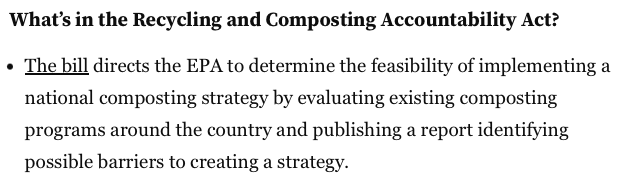 What’s in the Recycling and Composting Accountability Act?
• The bill directs the EPA to determine the feasibility of implementing a
national composting strategy by evaluating existing composting
programs around the country and publishing a report identifying
possible barriers to creating a strategy.